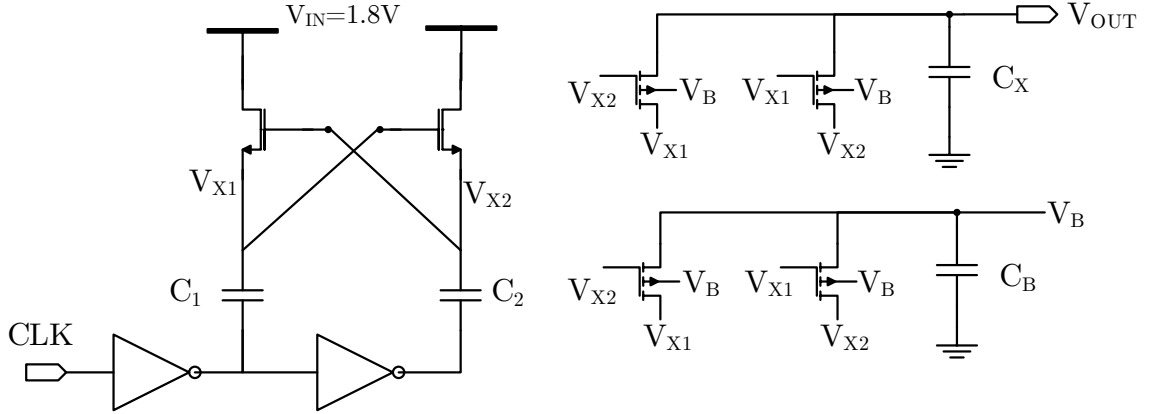 V_IN=1.8V
V_OUT
V_X2
V_B
V_X1
V_B
C_X
V_X1
V_X2
V_X1
V_X2
V_B
C_1
C_2
V_X2
V_B
V_X1
V_B
C_B
V_X1
V_X2
CLK